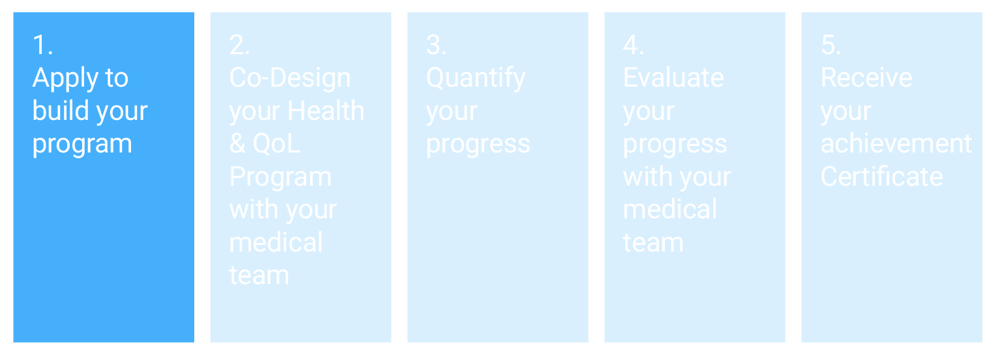 1.
Apply to
build your
program
2.
Co-Design
your Health
& QoL
Program
with your
medical
team
3.
Quantify
your
progress
4.
Evaluate
your
progress
with your
medical
team
5.
Receive
your
achievement
Certificate